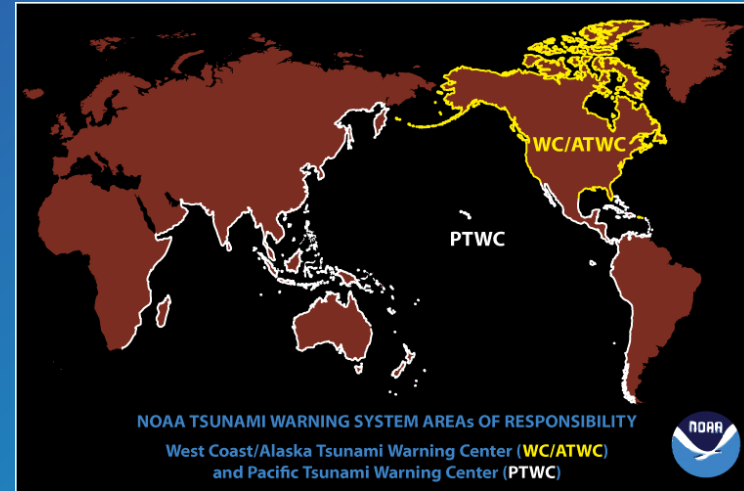 WC/ATWC
PTWC
NOAA TSUNAMI WARNING SYSTEM AREAs OF RESPONSIBILITY
West Coast/Alaska Tsunami Warning Center (WC/ATWC)
and Pacific Tsunami Warning Center (PTWC)
NOAA